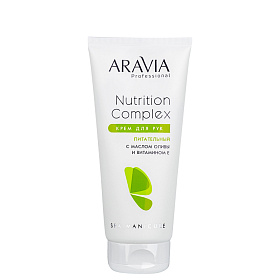 ARAVIA
Professional
Nutrition
Complex
КРЕМ ДЛЯ РУК
ПИТАТЕЛЬНЫЙ
С МАСЛОМ ОЛИВЫ
И ВИТАМИНОМ Е